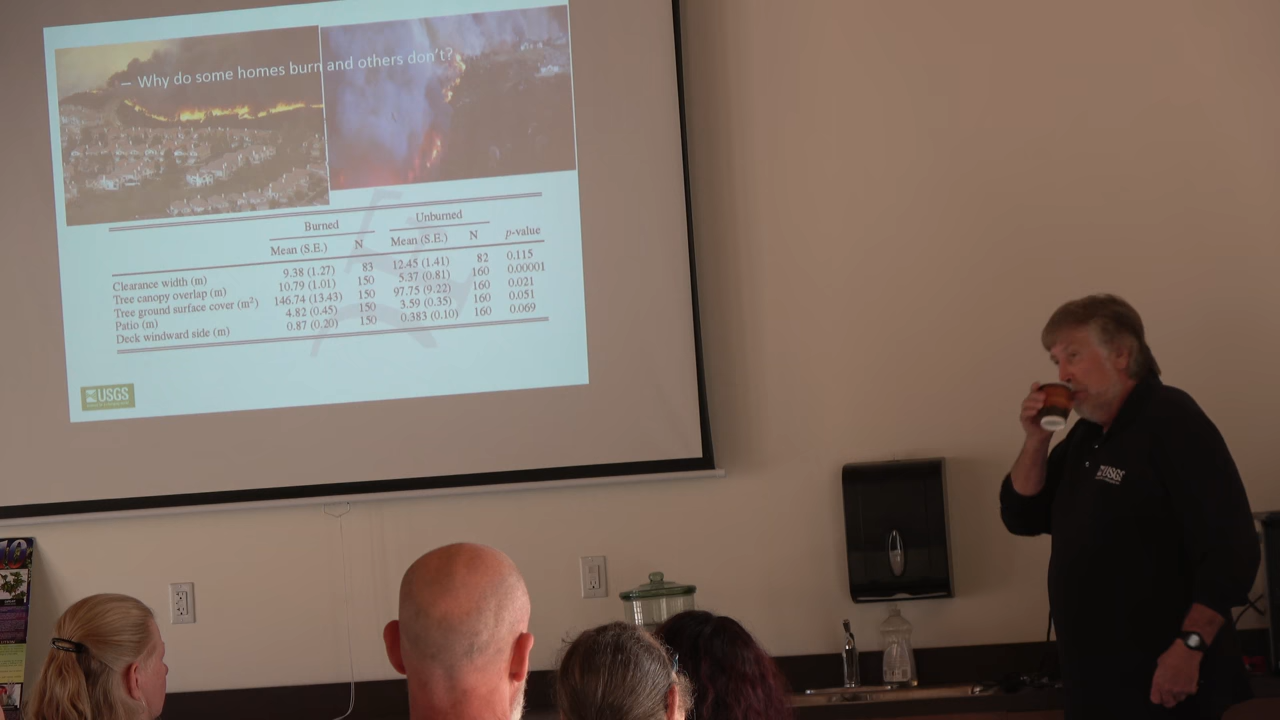 – Why do some homes burn and others don't?
Burned Unburned
Mean (S.E.) N Mean (S.E.) N p-value
Clearance width (m) 9.38 (1.27) 83 12.45 (1.41) 82 0.115
Tree canopy overlap (m) 10.79 (1.01) 150 5.37 (0.81) 160 0.00001
Tree ground surface cover (m²) 146.74 (13.43) 150 97.75 (9.22) 160 0.021
Patio (m) 4.82 (0.45) 150 3.59 (0.35) 160 0.051
Deck windward side (m) 0.87 (0.20) 150 0.383 (0.10) 160 0.069
USGS
USGS
10